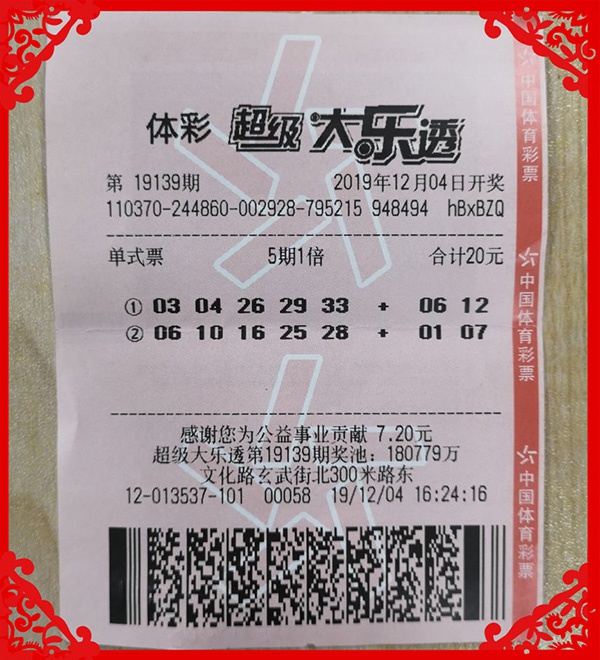 体彩 超级大乐透
第 19139期 2019年12月04日开奖
110370-244860-002928-795215 948494 hBxBZQ
单式票 5期1倍 合计20元
① 03 04 26 29 33 + 06 12
② 06 10 16 25 28 + 01 07
感谢您为公益事业贡献 7.20元
超级大乐透第19139期奖池：180779万
文化路玄武街北300米路东
12-013537-101 00058 19/12/04 16:24:16
中国体育彩票
中国体育彩票
中国体育彩票